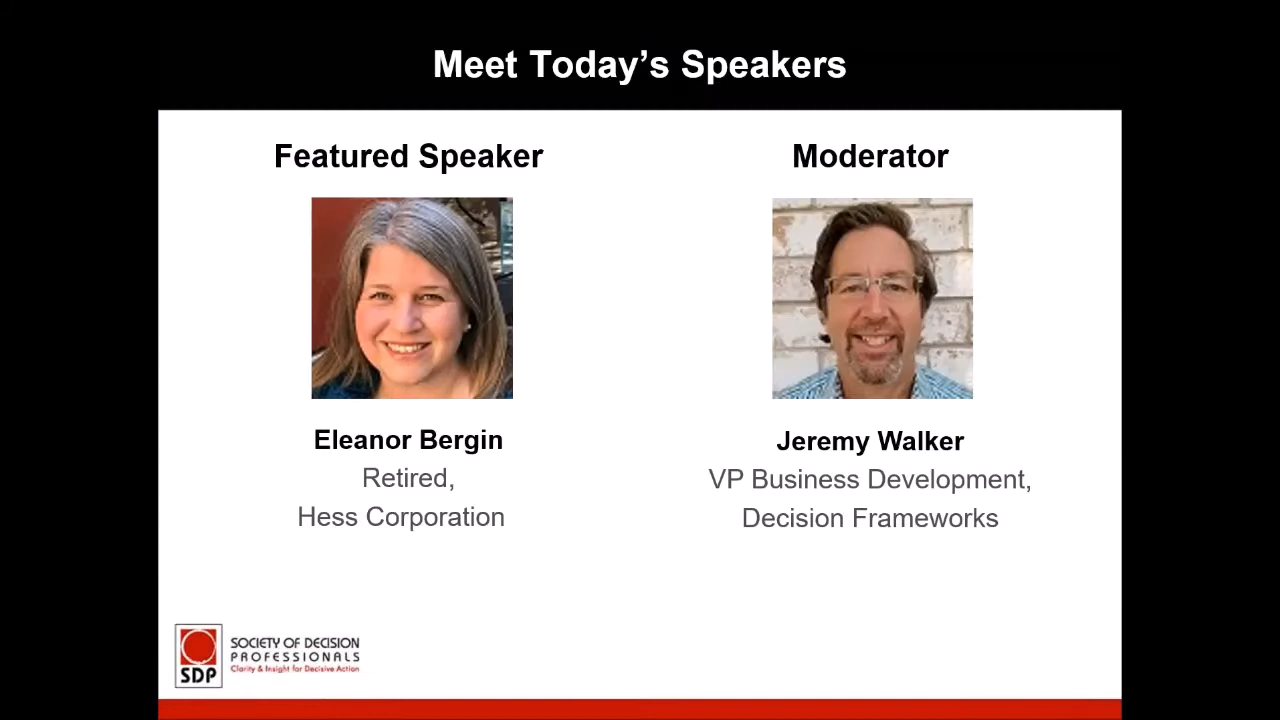 Meet Today’s Speakers
Featured Speaker
Eleanor Bergin
Retired,
Hess Corporation
Moderator
Jeremy Walker
VP Business Development,
Decision Frameworks
SDP
SOCIETY OF DECISION
PROFESSIONALS
Clarity & Insight for Decisive Action